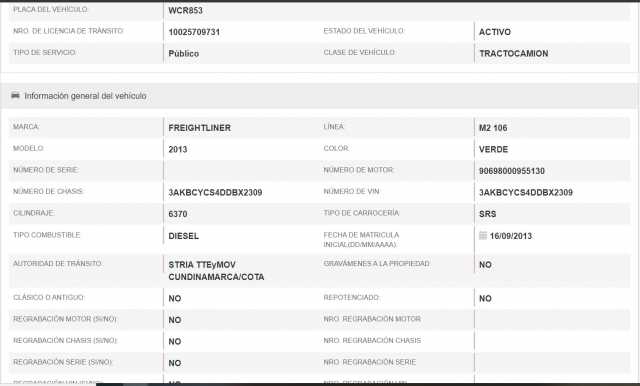 PLACA DEL VEHÍCULO: WCR853
NRO. DE LICENCIA DE TRÁNSITO: 10025709731 ESTADO DEL VEHÍCULO: ACTIVO
TIPO DE SERVICIO: Público CLASE DE VEHÍCULO: TRACTOCAMION
Información general del vehículo
MARCA: FREIGHTLINER LÍNEA: M2 106
MODELO: 2013 COLOR: VERDE
NÚMERO DE SERIE: NÚMERO DE MOTOR: 90698000955130
NÚMERO DE CHASIS: 3AKBCYCS4DDBX2309 NÚMERO DE VIN: 3AKBCYCS4DDBX2309
CILINDRAJE: 6370 TIPO DE CARROCERÍA: SRS
TIPO COMBUSTIBLE: DIESEL FECHA DE MATRICULA 16/09/2013
INICIAL(DD/MM/AAAA):
AUTORIDAD DE TRÁNSITO: STRIA TTEyMOV GRAVÁMENES A LA PROPIEDAD: NO
CUNDINAMARCA/COTA
CLÁSICO O ANTIGUO: NO REPOTENCIADO: NO
REGRABACIÓN MOTOR (SI/NO): NO NRO. REGRABACIÓN MOTOR
REGRABACIÓN CHASIS (SI/NO): NO NRO. REGRABACIÓN CHASIS
REGRABACIÓN SERIE (SI/NO): NO NRO. REGRABACIÓN SERIE